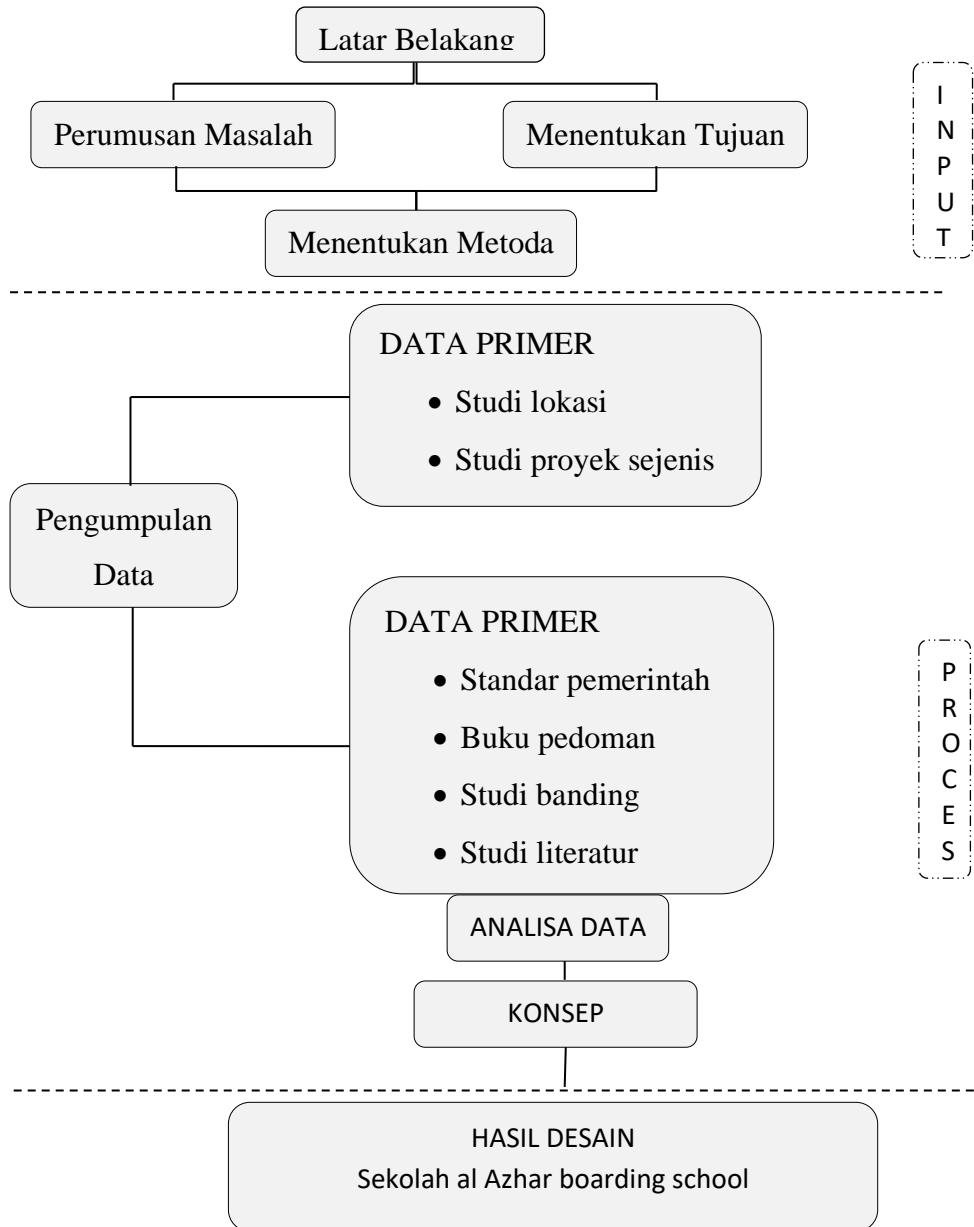 Latar Belakang
Perumusan Masalah
Menentukan Tujuan
Menentukan Metoda
I
N
P
U
T
DATA PRIMER
• Studi lokasi
• Studi proyek sejenis
Pengumpulan
Data
DATA PRIMER
• Standar pemerintah
• Buku pedoman
• Studi banding
• Studi literatur
P
R
O
C
E
S
ANALISA DATA
KONSEP
HASIL DESAIN
Sekolah al Azhar boarding school